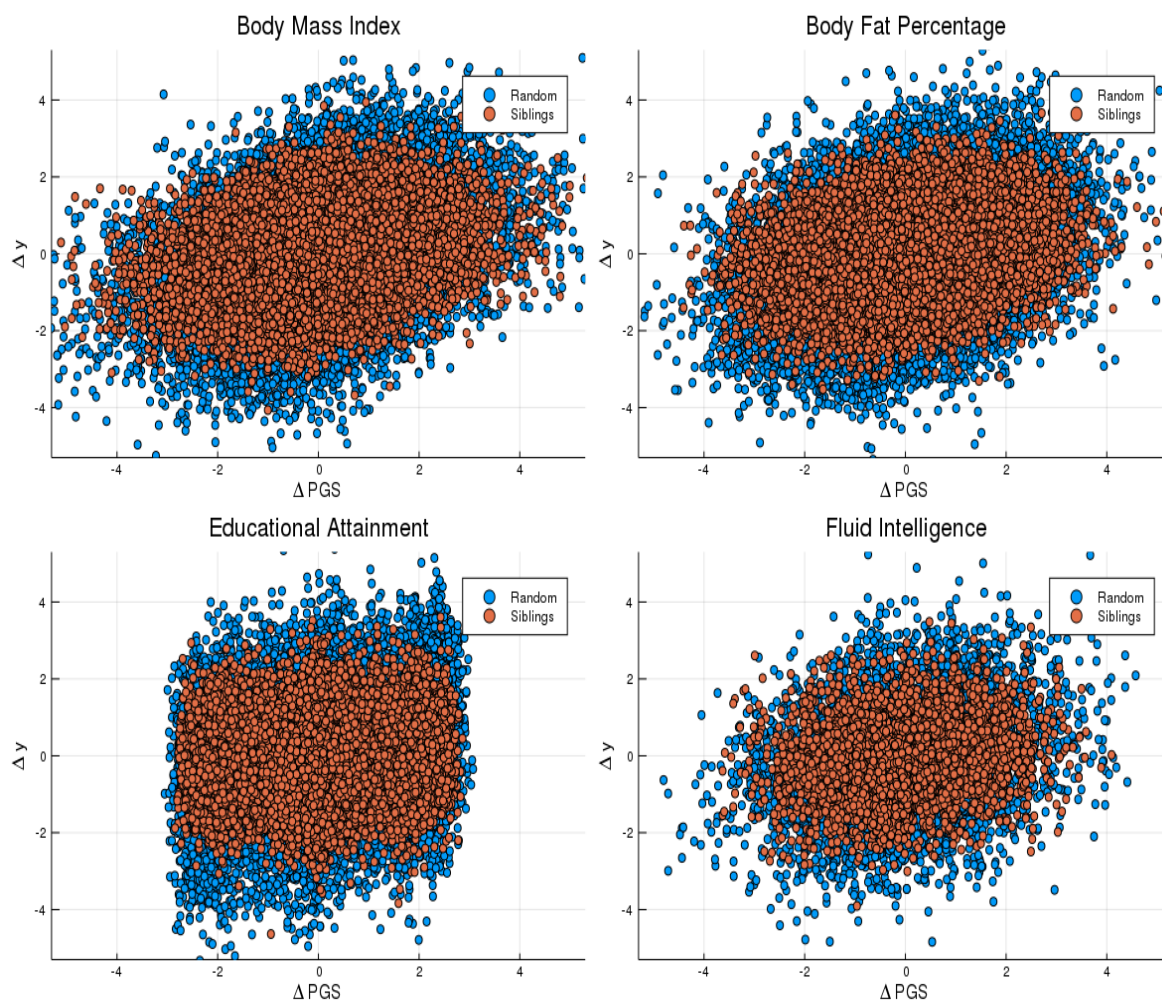 Body Mass Index
4
2
0
-2
-4
Δ y
-4
-2
0
2
4
Δ PGS
Random
Siblings
Body Fat Percentage
4
2
0
-2
-4
Δ y
-4
-2
0
2
4
Δ PGS
Random
Siblings
Educational Attainment
4
2
0
-2
-4
Δ y
-4
-2
0
2
4
Δ PGS
Random
Siblings
Fluid Intelligence
4
2
0
-2
-4
Δ y
-4
-2
0
2
4
Δ PGS
Random
Siblings